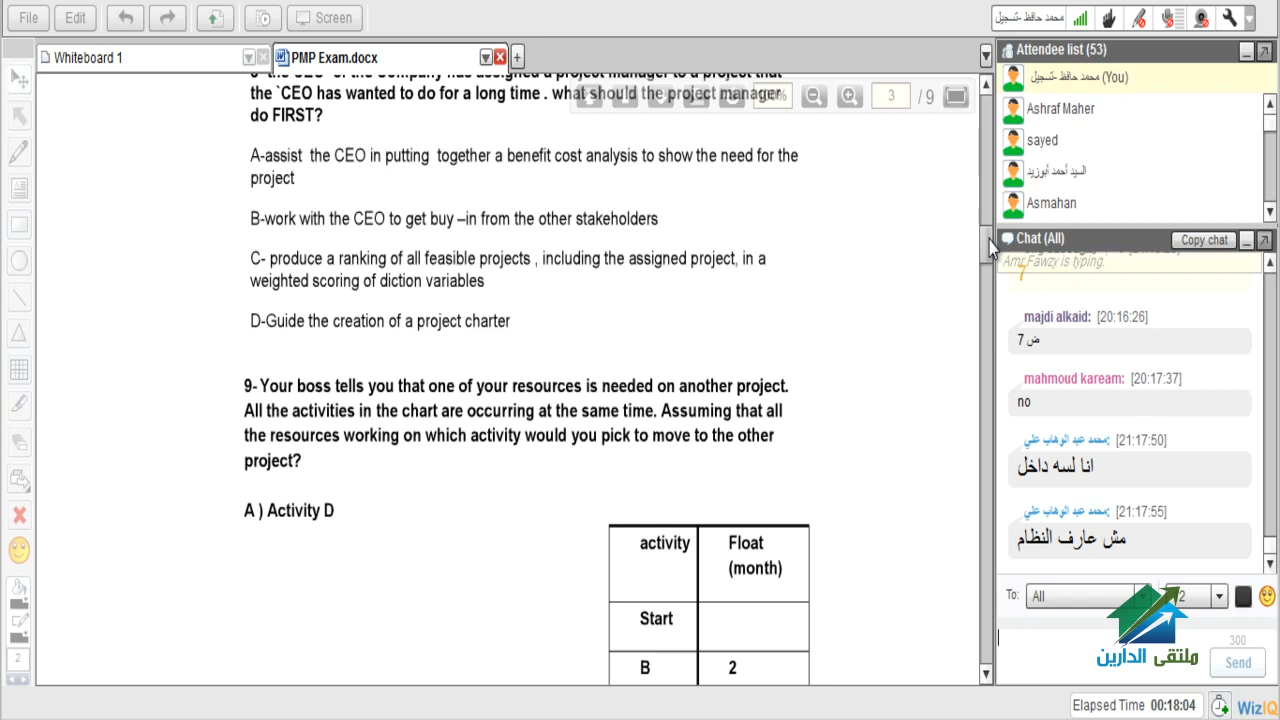 File
Edit
Screen
محمد حافظ -تسجيل
Whiteboard 1
PMP Exam.docx
+
Attendee list (53)
محمد حافظ -تسجيل (You)
Ashraf Maher
sayed
السيد أحمد أبوزيد
Asmahan
the `CEO has wanted to do for a long time . what should the project manager
do FIRST?
3 / 9
A-assist the CEO in putting together a benefit cost analysis to show the need for the
project
B-work with the CEO to get buy –in from the other stakeholders
C- produce a ranking of all feasible projects , including the assigned project, in a
weighted scoring of diction variables
D-Guide the creation of a project charter
9- Your boss tells you that one of your resources is needed on another project.
All the activities in the chart are occurring at the same time. Assuming that all
the resources working on which activity would you pick to move to the other
project?
A ) Activity D
activity Float
(month)
Start
B 2
Chat (All)
Copy chat
Amr Fawzy is typing.
7
majdi alkaid: [20:16:26]
ض 7
mahmoud kaream: [20:17:37]
no
محمد عبد الوهاب علي: [21:17:50]
انا لسه داخل
محمد عبد الوهاب علي: [21:17:55]
مش عارف النظام
To: All
2
ملتقى الدارين
300
Send
2
Elapsed Time 00:18:04
WizIQ